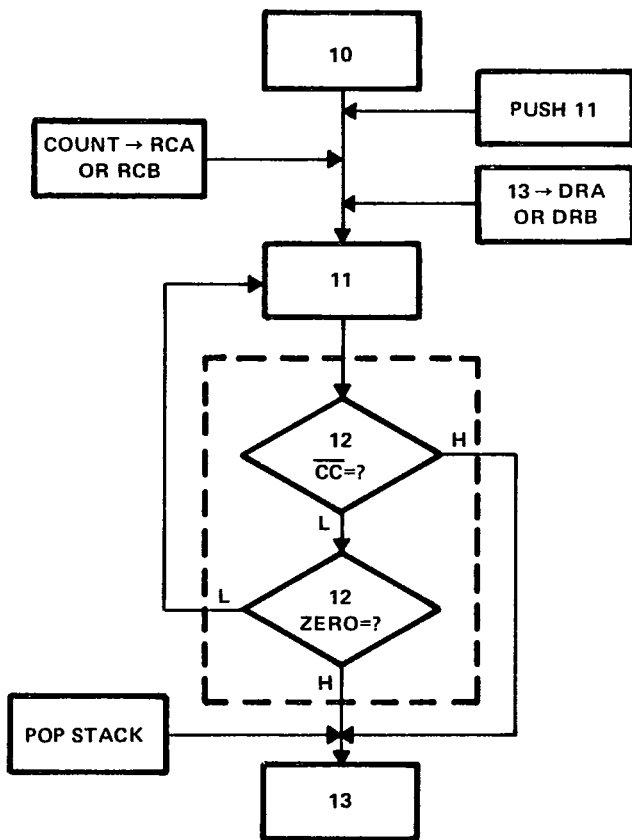 10
PUSH 11
COUNT → RCA
OR RCB
13 → DRA
OR DRB
11
12
C̅C̅=?
H
L
12
ZERO=?
L
H
POP STACK
13